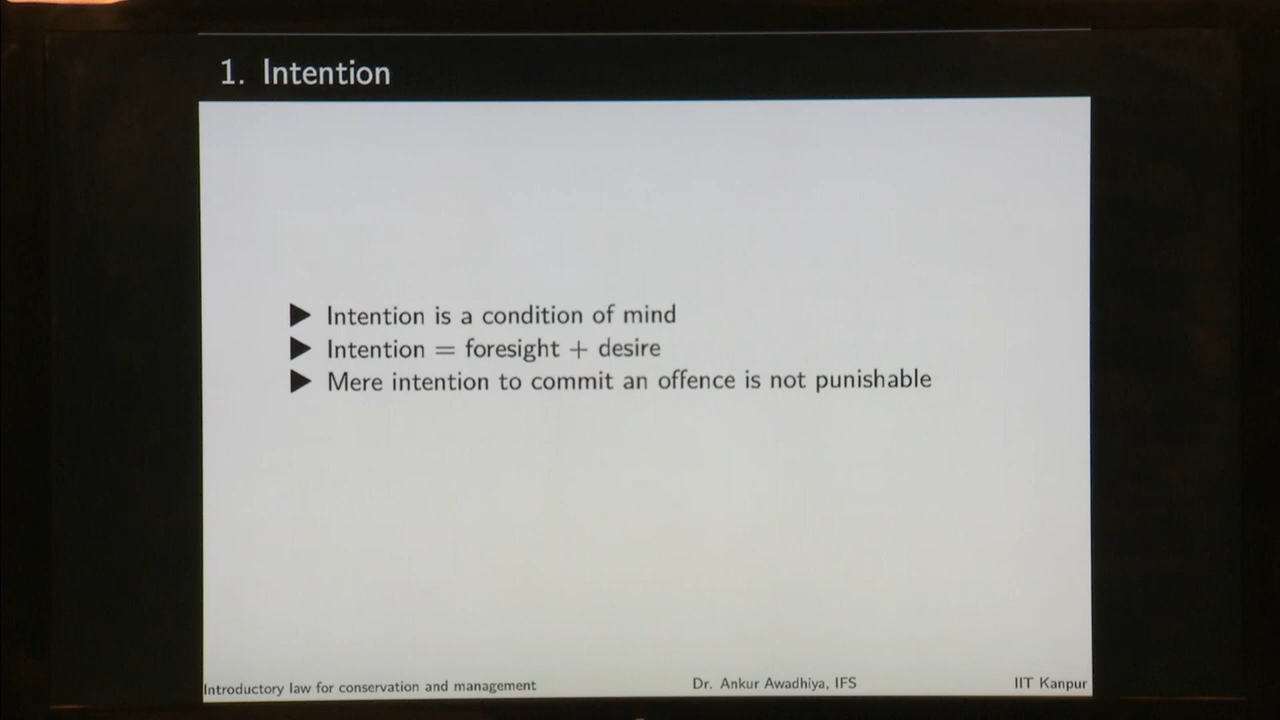 1. Intention
Intention is a condition of mind
Intention = foresight + desire
Mere intention to commit an offence is not punishable
Introductory law for conservation and management Dr. Ankur Awadhiya, IFS IIT Kanpur